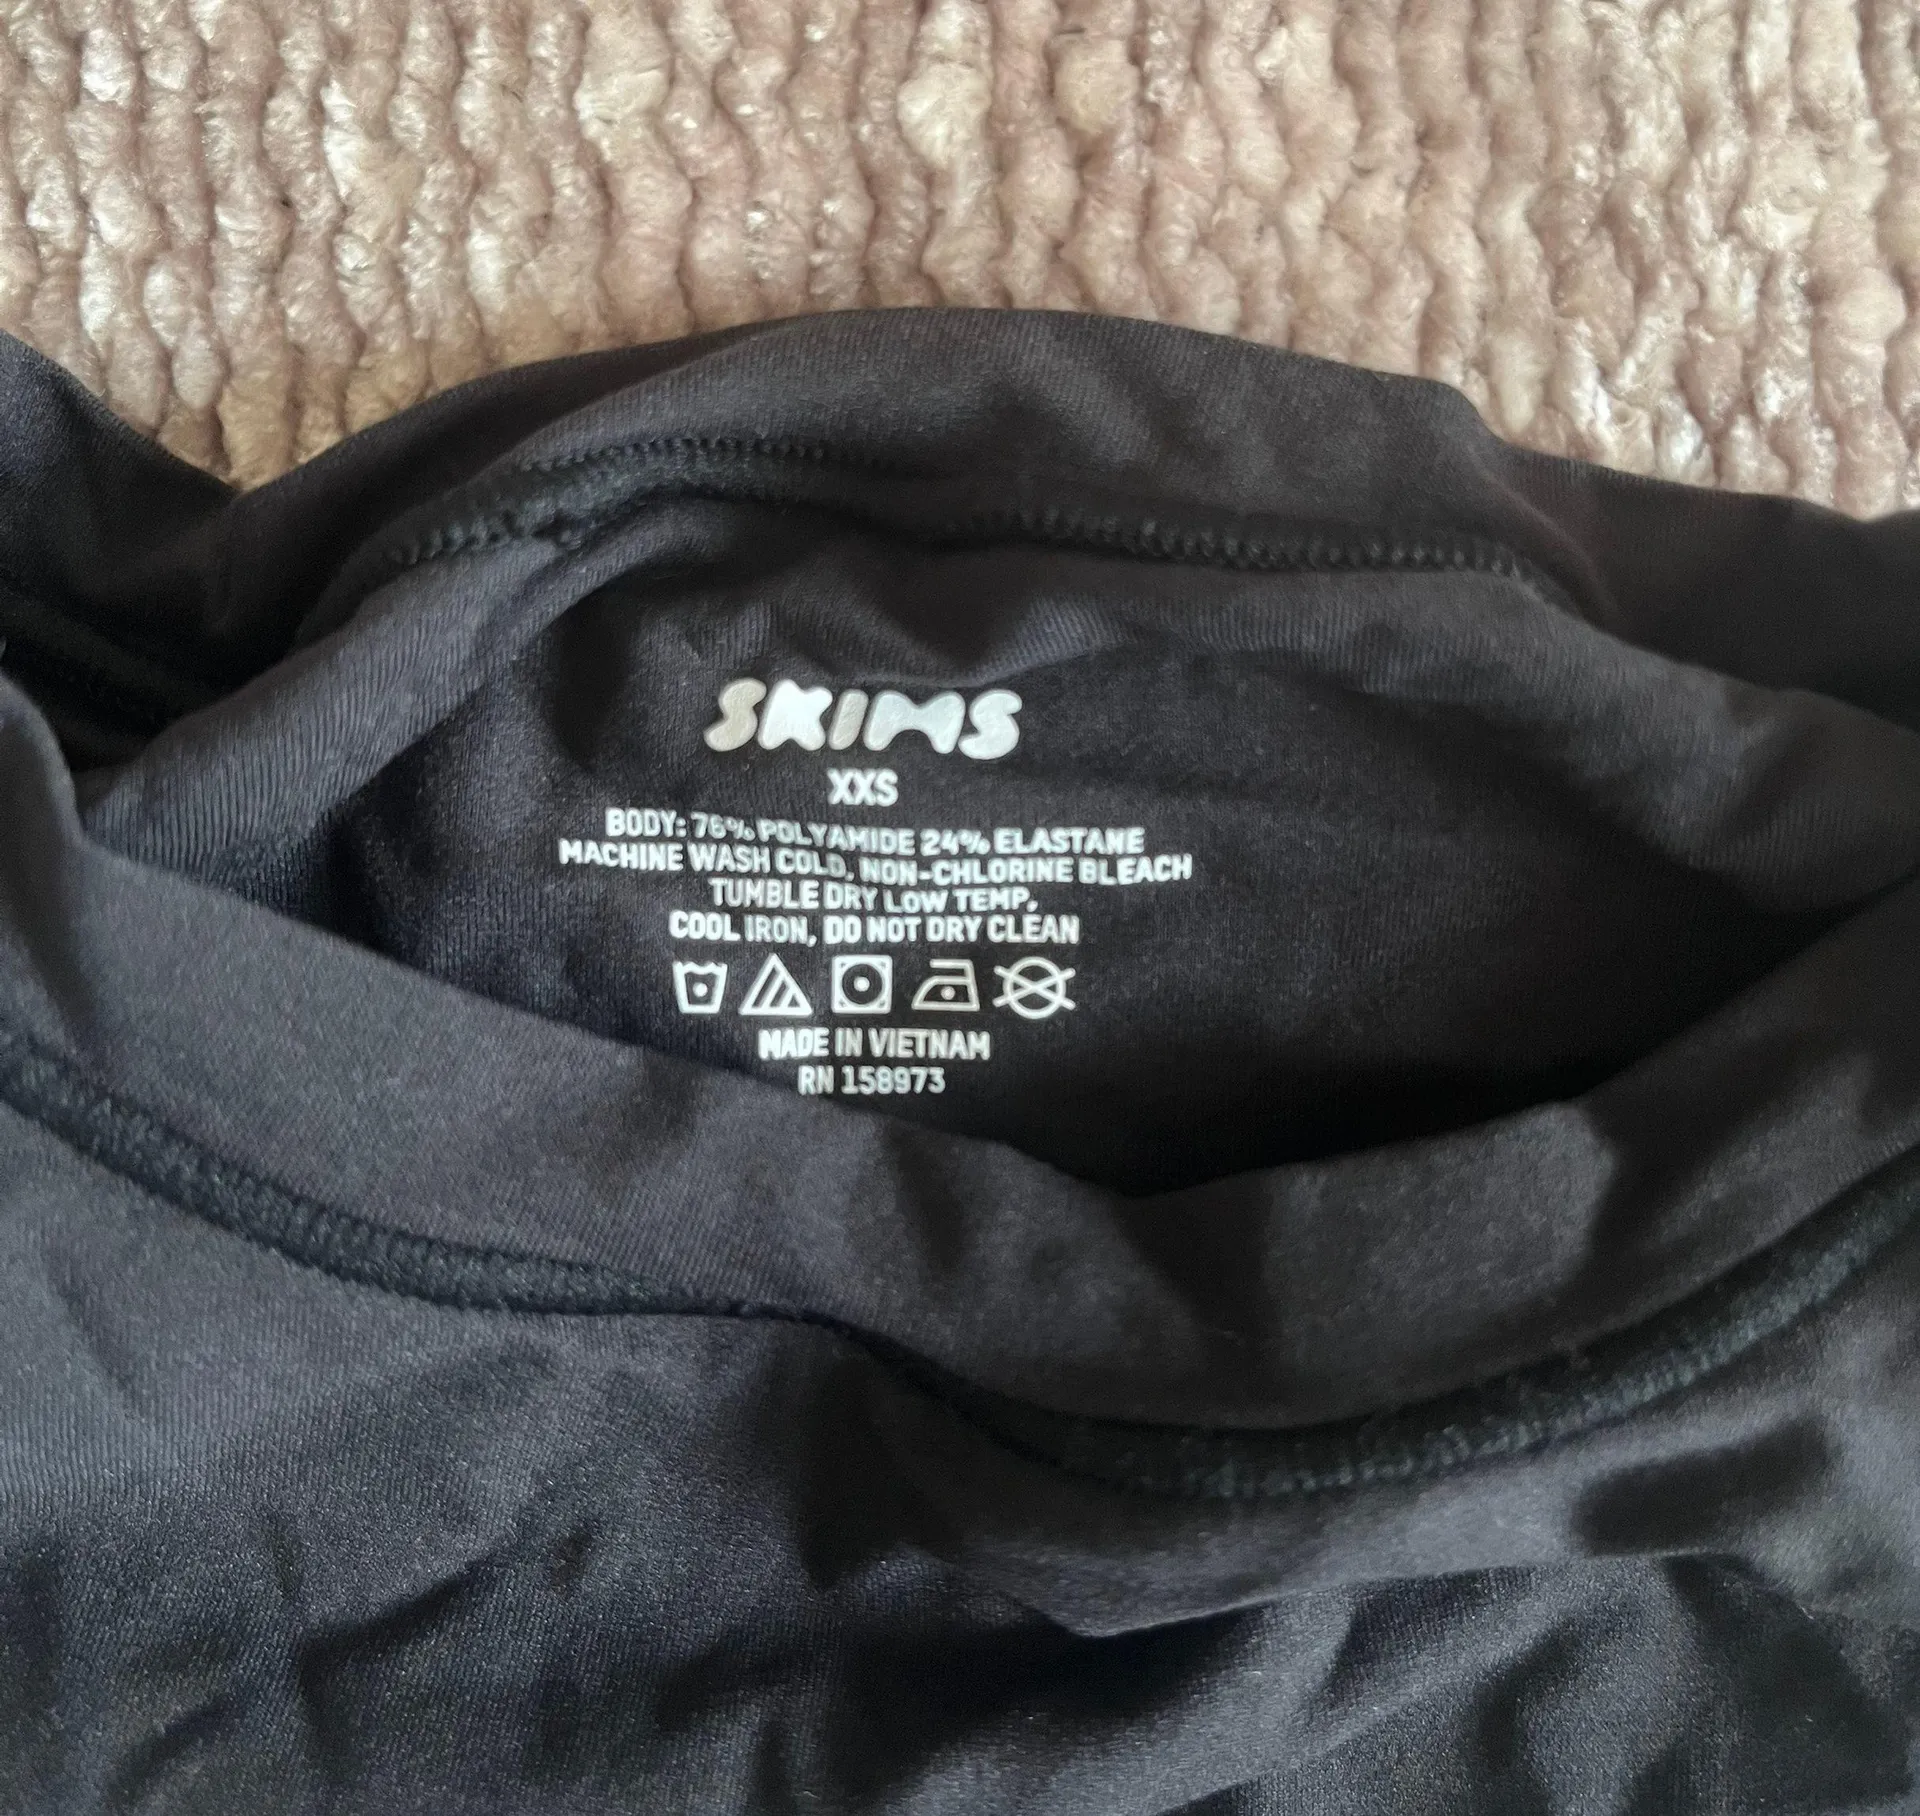 SKIMS
XXS
BODY: 76% POLYAMIDE 24% ELASTANE
MACHINE WASH COLD, NON-CHLORINE BLEACH
TUMBLE DRY LOW TEMP.
COOL IRON, DO NOT DRY CLEAN
MADE IN VIETNAM
RN 158973